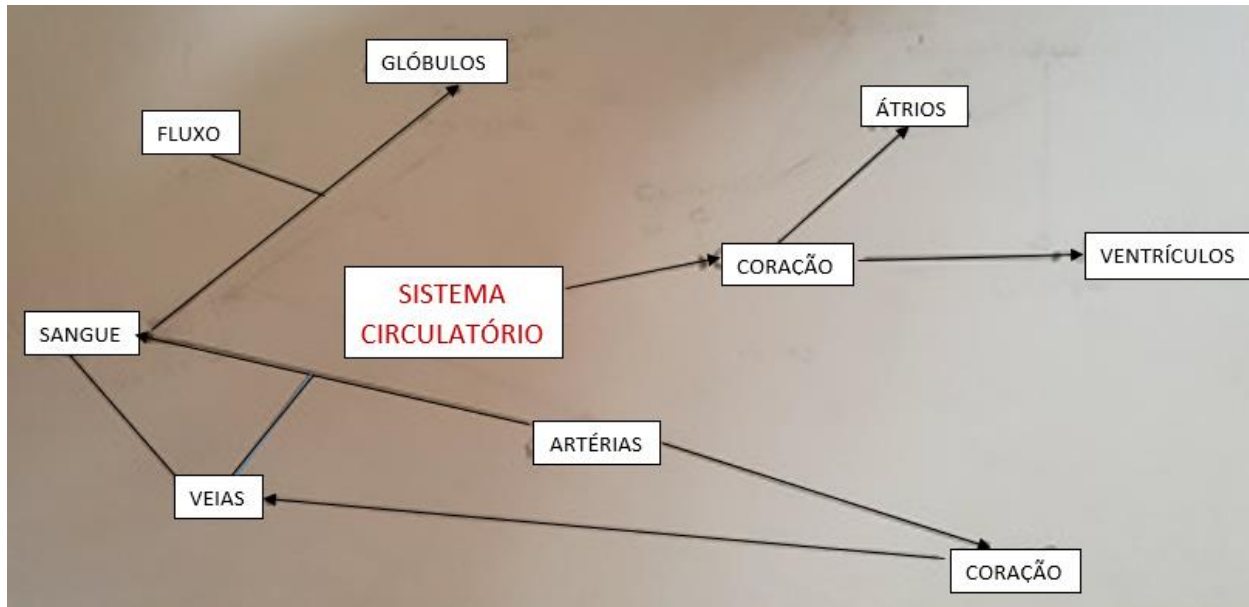 GLÓBULOS
FLUXO
ÁTRIOS
SISTEMA
CIRCULATÓRIO
CORAÇÃO
VENTRÍCULOS
SANGUE
ARTÉRIAS
VEIAS
CORAÇÃO